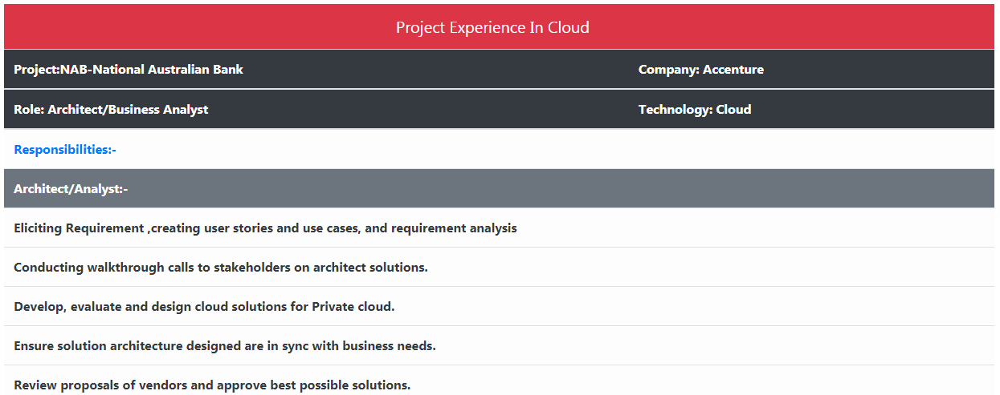 Project Experience In Cloud
Project:NAB-National Australian Bank Company: Accenture
Role: Architect/Business Analyst Technology: Cloud
Responsibilities:-
Architect/Analyst:-
Eliciting Requirement ,creating user stories and use cases, and requirement analysis
Conducting walkthrough calls to stakeholders on architect solutions.
Develop, evaluate and design cloud solutions for Private cloud.
Ensure solution architecture designed are in sync with business needs.
Review proposals of vendors and approve best possible solutions.